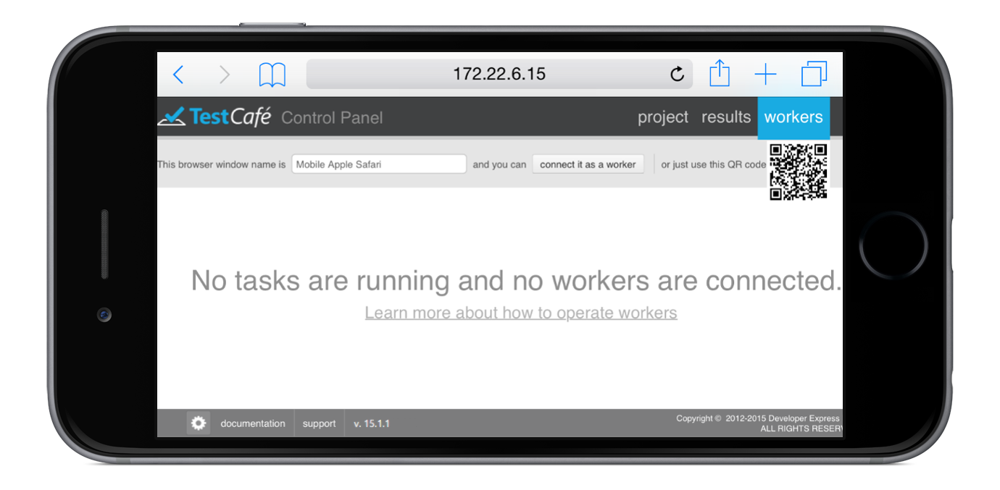 172.22.6.15
TestCafé Control Panel project results workers
This browser window name is Mobile Apple Safari and you can connect it as a worker or just use this QR code
No tasks are running and no workers are connected.
Learn more about how to operate workers
documentation support v. 15.1.1
Copyright © 2012-2015 Developer Express
ALL RIGHTS RESERV